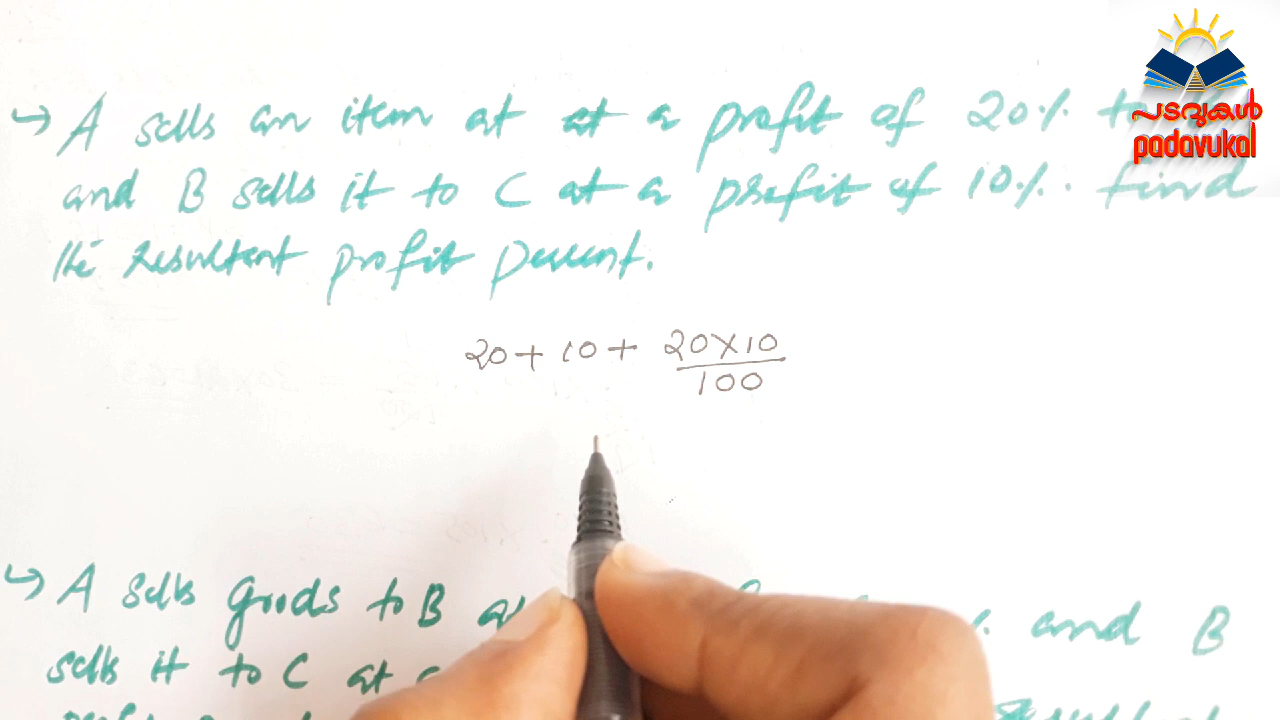 പടവുകൾ
padavukal
→ A sells an item at at a profit of 20%
and B sells it to C at a profit of 10%. find
the resultant profit percent.
20 + 10 + 20 X 10
100
→ A sells goods to B and B
sells it to C at